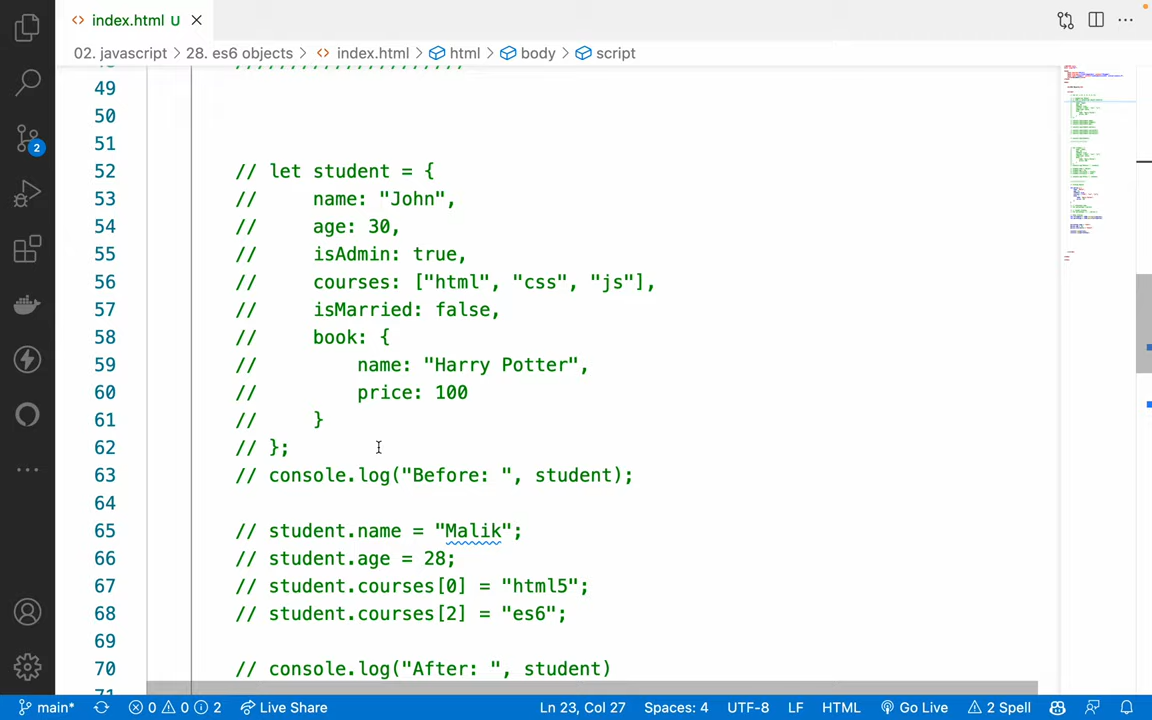 index.html U
02. javascript > 28. es6 objects > index.html > html > body > script
49
50
51
52 // let student = {
53 // name: "John",
54 // age: 30,
55 // isAdmin: true,
56 // courses: ["html", "css", "js"],
57 // isMarried: false,
58 // book: {
59 // name: "Harry Potter",
60 // price: 100
61 // }
62 // };
63 // console.log("Before: ", student);
64
65 // student.name = "Malik";
66 // student.age = 28;
67 // student.courses[0] = "html5";
68 // student.courses[2] = "es6";
69
70 // console.log("After: ", student)
2
main* 0 0 2 Live Share Ln 23, Col 27 Spaces: 4 UTF-8 LF HTML Go Live 2 Spell